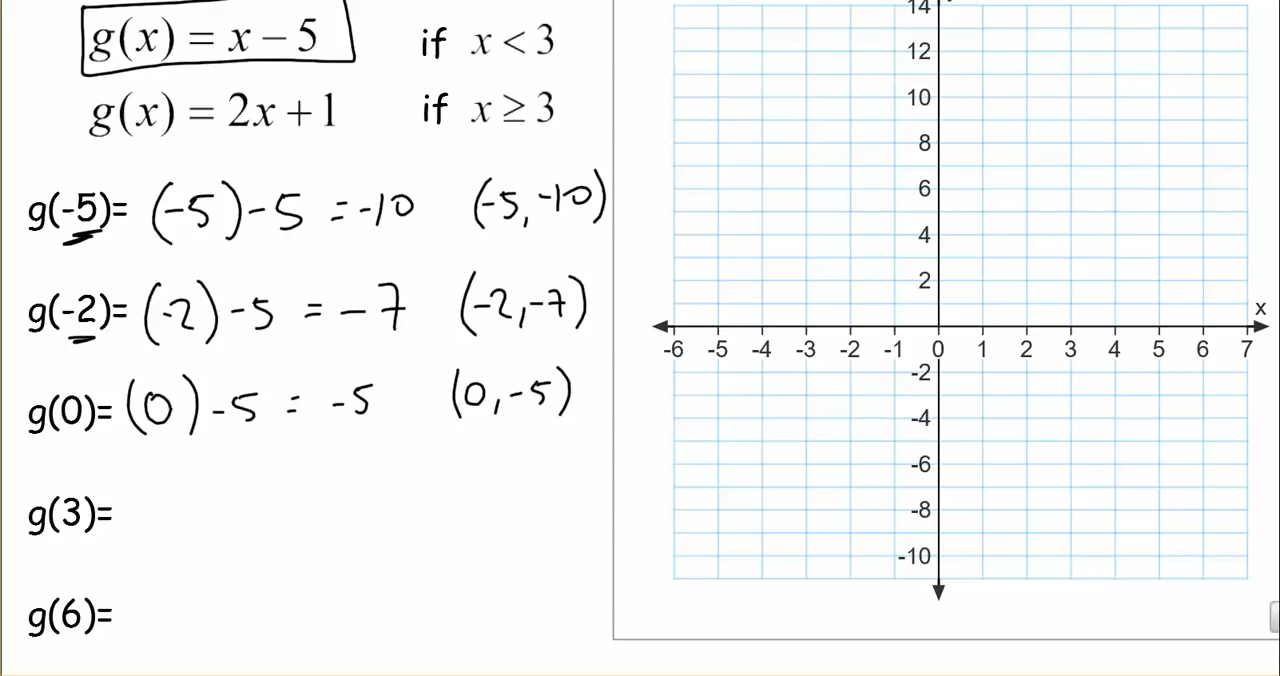 g(x) = x − 5 if x < 3
g(x) = 2x + 1 if x ≥ 3
g(-5)= (-5)-5 = -10 (-5,-10)
g(-2)= (-2)-5 = -7 (-2,-7)
g(0)= (0)-5 = -5 (0,-5)
g(3)=
g(6)=
14
12
10
8
6
4
2
x
-6 -5 -4 -3 -2 -1 0 1 2 3 4 5 6 7
-2
-4
-6
-8
-10